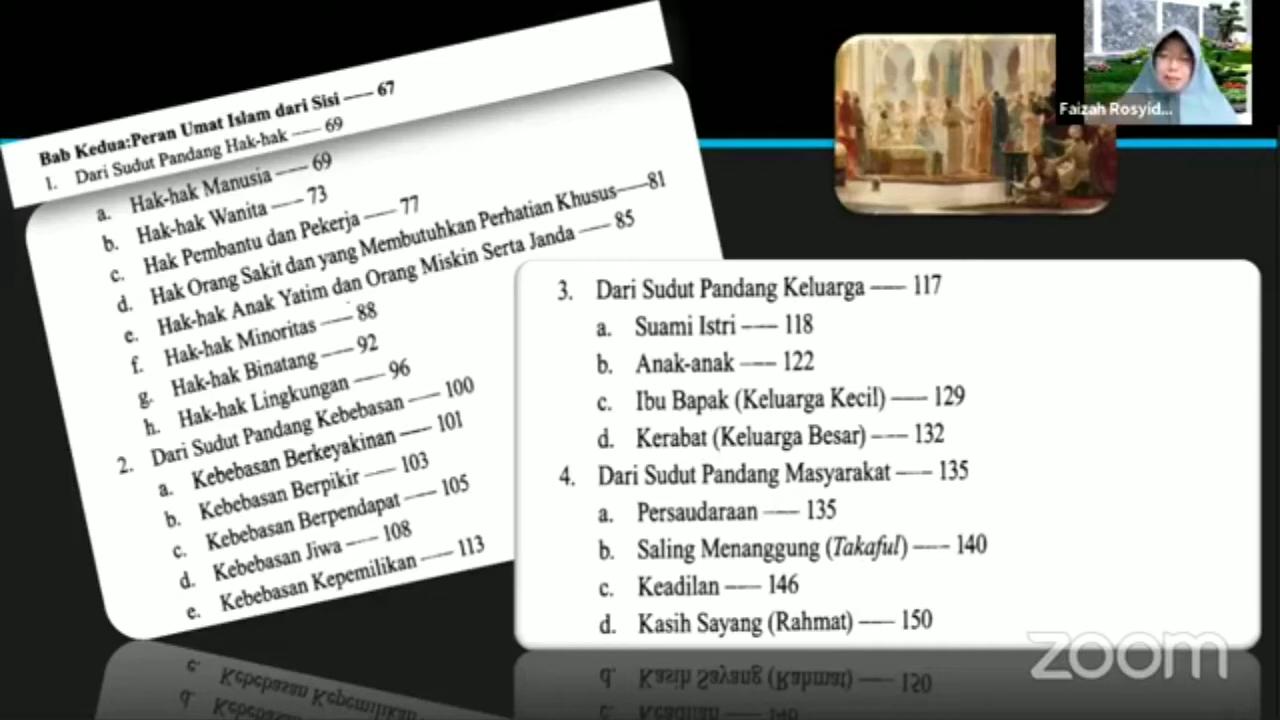 Bab Kedua:Peran Umat Islam dari Sisi — 67
1. Dari Sudut Pandang Hak-hak — 69
a. Hak-hak Manusia — 69
b. Hak-hak Wanita — 73
c. Hak Pembantu dan Pekerja — 77
d. Hak Orang Sakit dan yang Membutuhkan Perhatian Khusus—81
e. Hak-hak Anak Yatim dan Orang Miskin Serta Janda — 85
f. Hak-hak Minoritas — 88
g. Hak-hak Binatang — 92
h. Hak-hak Lingkungan — 96
2. Dari Sudut Pandang Kebebasan — 100
a. Kebebasan Berkeyakinan — 101
b. Kebebasan Berpikir — 103
c. Kebebasan Berpendapat — 105
d. Kebebasan Jiwa — 108
e. Kebebasan Kepemilikan — 113
3. Dari Sudut Pandang Keluarga — 117
a. Suami Istri — 118
b. Anak-anak — 122
c. Ibu Bapak (Keluarga Kecil) — 129
d. Kerabat (Keluarga Besar) — 132
4. Dari Sudut Pandang Masyarakat — 135
a. Persaudaraan — 135
b. Saling Menanggung (Takaful) — 140
c. Keadilan — 146
d. Kasih Sayang (Rahmat) — 150
Faizah Rosyid...
zoom